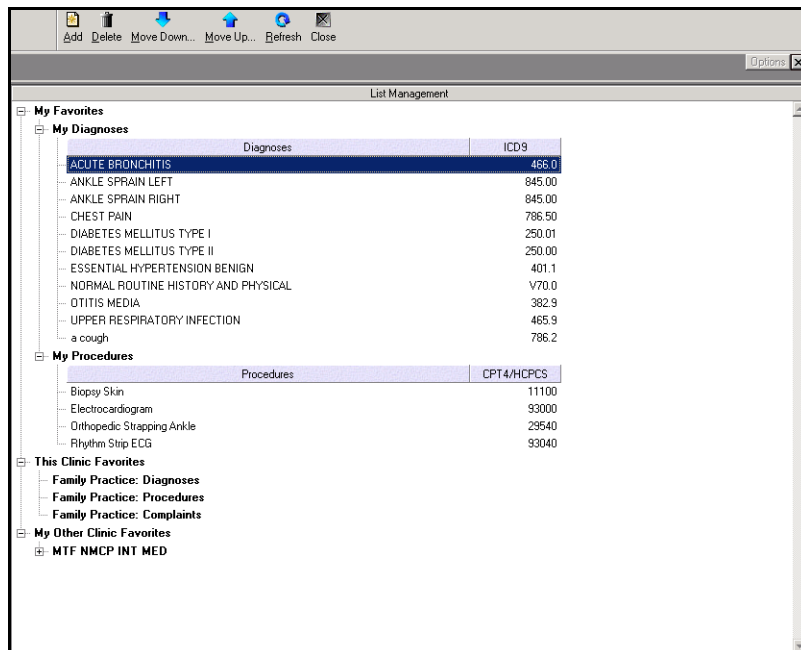 Add Delete Move Down... Move Up... Refresh Close
Options
List Management
My Favorites
My Diagnoses
Diagnoses ICD9
ACUTE BRONCHITIS 466.0
ANKLE SPRAIN LEFT 845.00
ANKLE SPRAIN RIGHT 845.00
CHEST PAIN 786.50
DIABETES MELLITUS TYPE I 250.01
DIABETES MELLITUS TYPE II 250.00
ESSENTIAL HYPERTENSION BENIGN 401.1
NORMAL ROUTINE HISTORY AND PHYSICAL V70.0
OTITIS MEDIA 382.9
UPPER RESPIRATORY INFECTION 465.9
a cough 786.2
My Procedures
Procedures CPT4/HCPCS
Biopsy Skin 11100
Electrocardiogram 93000
Orthopedic Strapping Ankle 29540
Rhythm Strip ECG 93040
This Clinic Favorites
Family Practice: Diagnoses
Family Practice: Procedures
Family Practice: Complaints
My Other Clinic Favorites
MTF NMCP INT MED